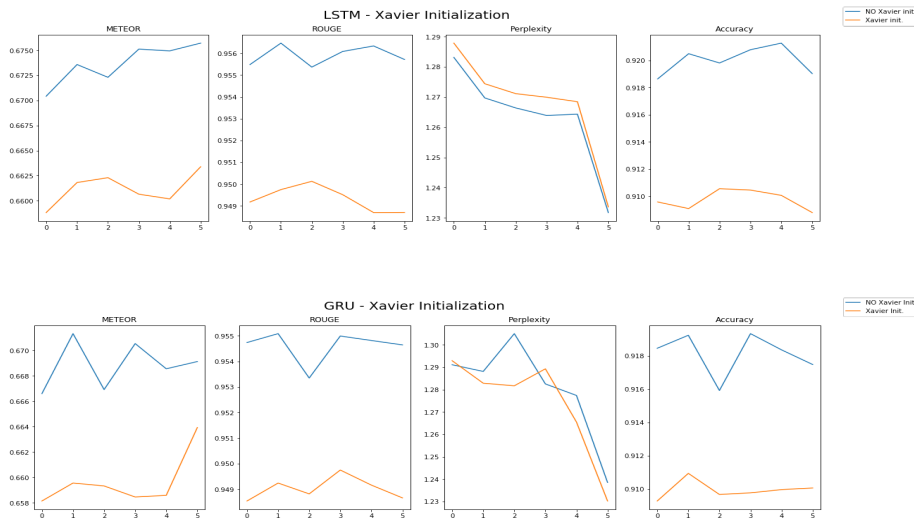 LSTM - Xavier Initialization
NO Xavier init.
Xavier init.
METEOR
ROUGE
Perplexity
Accuracy
0.6750
0.6725
0.6700
0.6675
0.6650
0.6625
0.6600
0 1 2 3 4 5
0.956
0.955
0.954
0.953
0.952
0.951
0.950
0.949
0 1 2 3 4 5
1.29
1.28
1.27
1.26
1.25
1.24
1.23
0 1 2 3 4 5
0.920
0.918
0.916
0.914
0.912
0.910
0 1 2 3 4 5
GRU - Xavier Initialization
NO Xavier Init.
Xavier Init.
METEOR
ROUGE
Perplexity
Accuracy
0.670
0.668
0.666
0.664
0.662
0.660
0.658
0 1 2 3 4 5
0.955
0.954
0.953
0.952
0.951
0.950
0.949
0 1 2 3 4 5
1.30
1.29
1.28
1.27
1.26
1.25
1.24
1.23
0 1 2 3 4 5
0.918
0.916
0.914
0.912
0.910
0 1 2 3 4 5